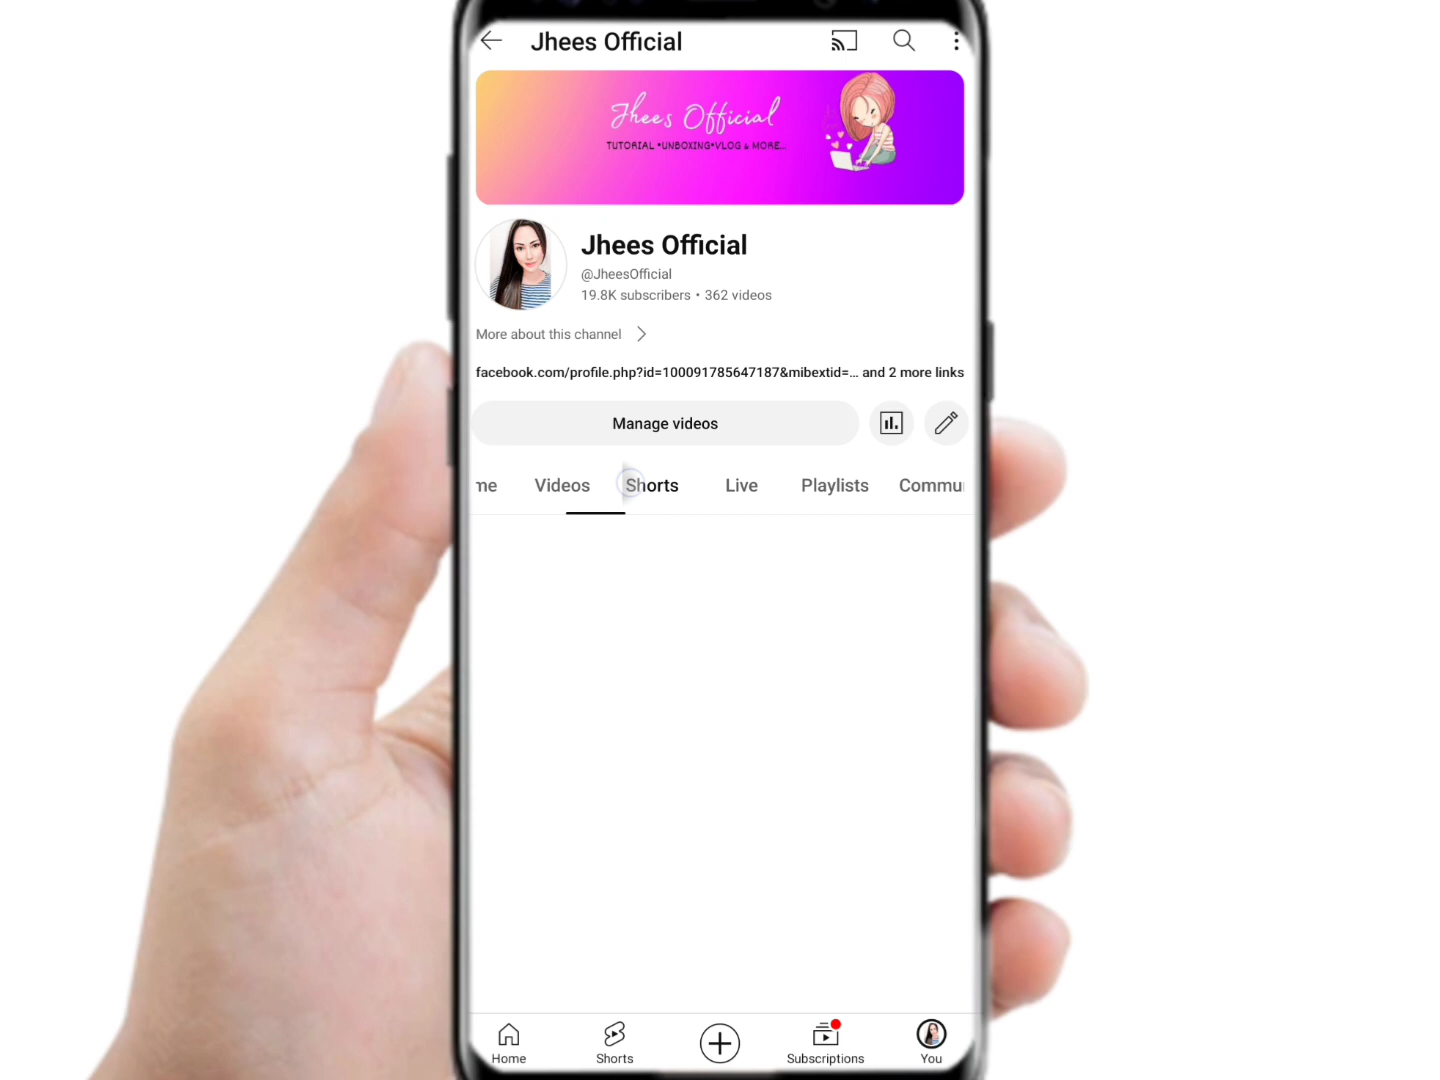 Jhees Official
Jhees Official
TUTORIAL •UNBOXING•VLOG & MORE...
Jhees Official
@JheesOfficial
19.8K subscribers • 362 videos
More about this channel
facebook.com/profile.php?id=100091785647187&mibextid=... and 2 more links
Manage videos
me Videos Shorts Live Playlists Commu
Home Shorts Subscriptions You